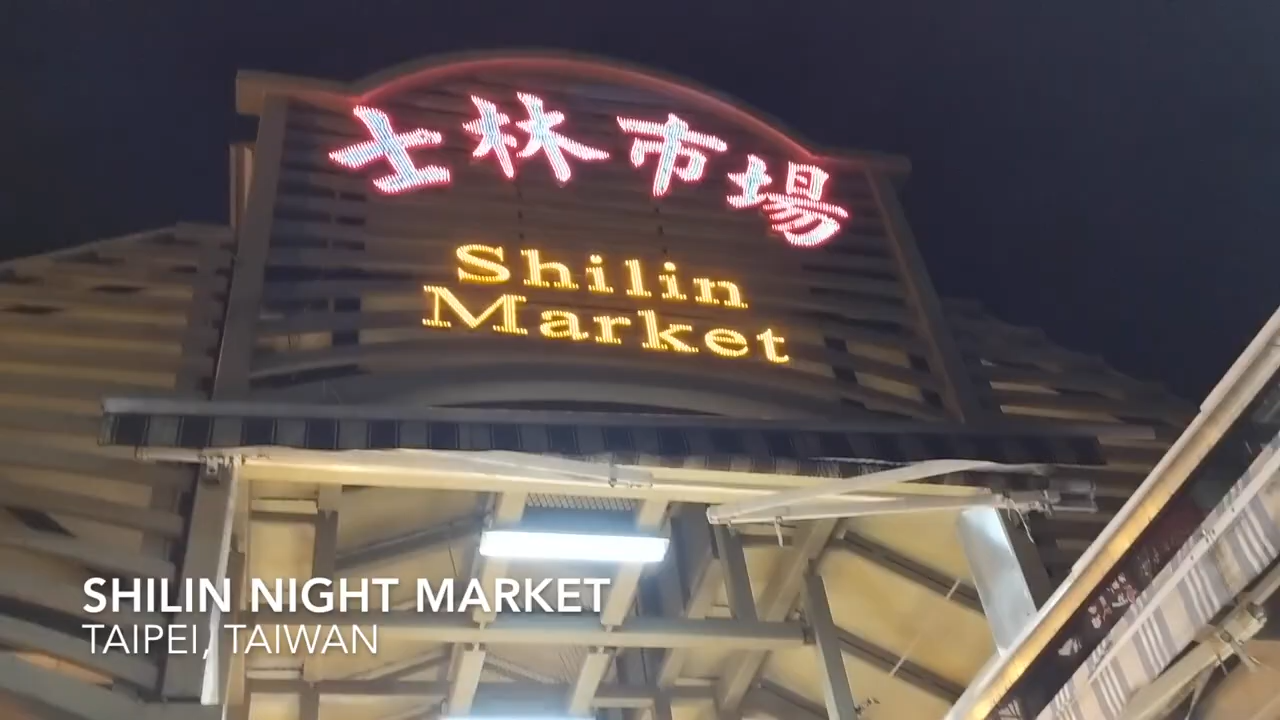 士林市場
Shilin
Market
SHILIN NIGHT MARKET
TAIPEI, TAIWAN